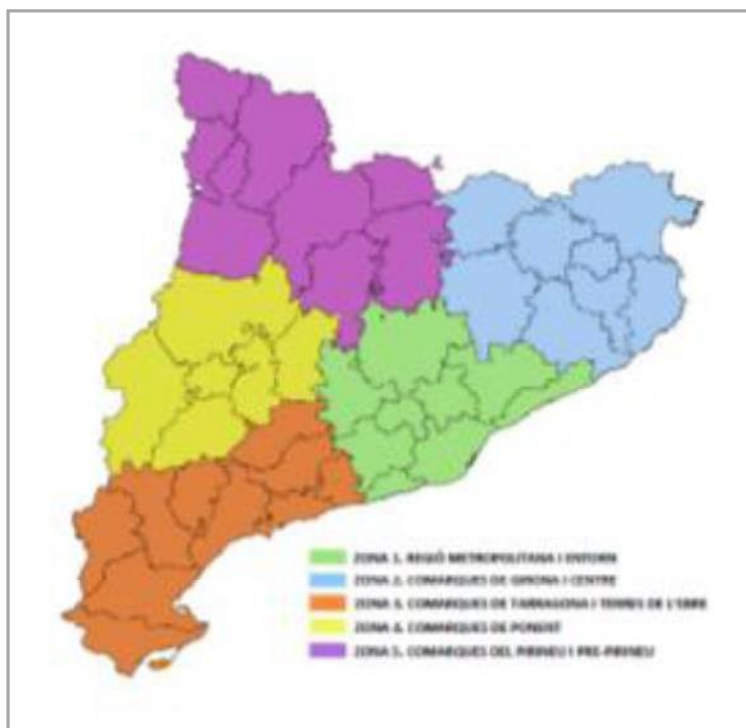 ZONA 1. REGIÓ METROPOLITANA I ENTORN
ZONA 2. COMARQUES DE GIRONA I CENTRE
ZONA 3. COMARQUES DE TARRAGONA I TERRES DE L'EBRE
ZONA 4. COMARQUES DE PONENT
ZONA 5. COMARQUES DEL PIRINEU I PRE-PIRINEU